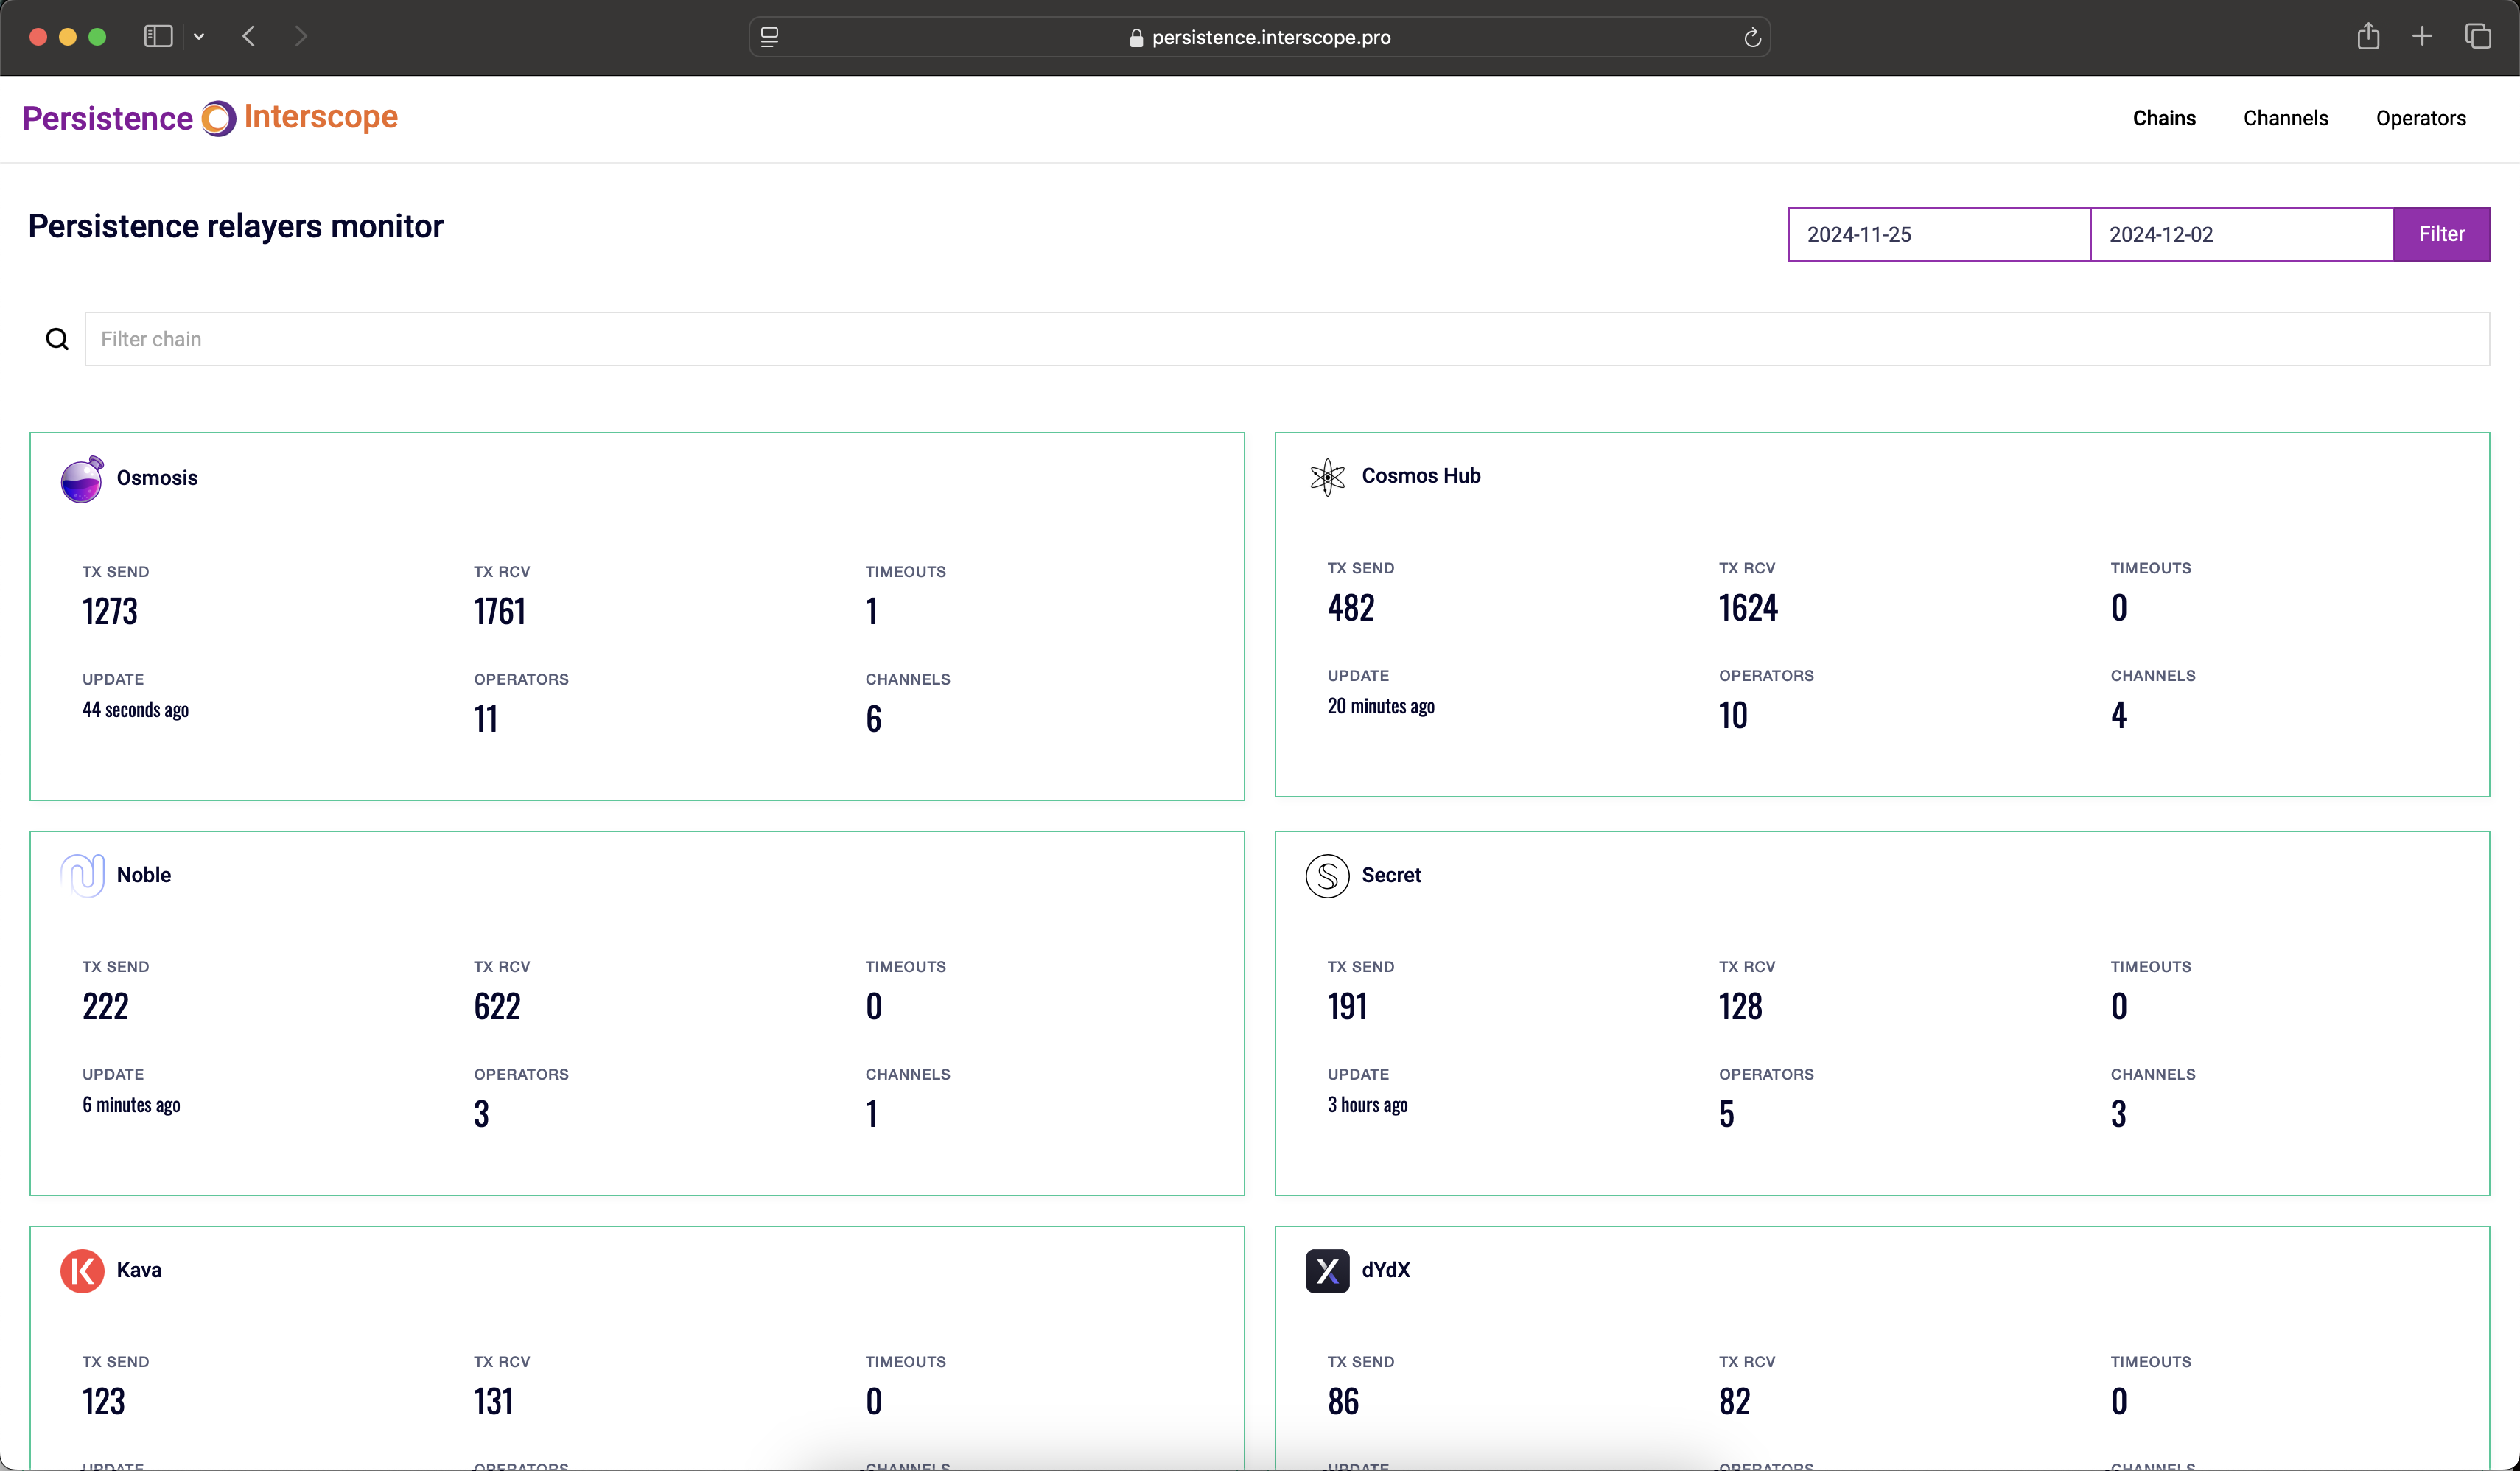 persistence.interscope.pro
Persistence Interscope
Chains Channels Operators
Persistence relayers monitor
2024-11-25 2024-12-02 Filter
Filter chain
Osmosis
TX SEND TX RCV TIMEOUTS
1273 1761 1
UPDATE OPERATORS CHANNELS
44 seconds ago 11 6
Cosmos Hub
TX SEND TX RCV TIMEOUTS
482 1624 0
UPDATE OPERATORS CHANNELS
20 minutes ago 10 4
Noble
TX SEND TX RCV TIMEOUTS
222 622 0
UPDATE OPERATORS CHANNELS
6 minutes ago 3 1
Secret
TX SEND TX RCV TIMEOUTS
191 128 0
UPDATE OPERATORS CHANNELS
3 hours ago 5 3
Kava
TX SEND TX RCV TIMEOUTS
123 131 0
UPDATE OPERATORS CHANNELS
dYdX
TX SEND TX RCV TIMEOUTS
86 82 0
UPDATE OPERATORS CHANNELS